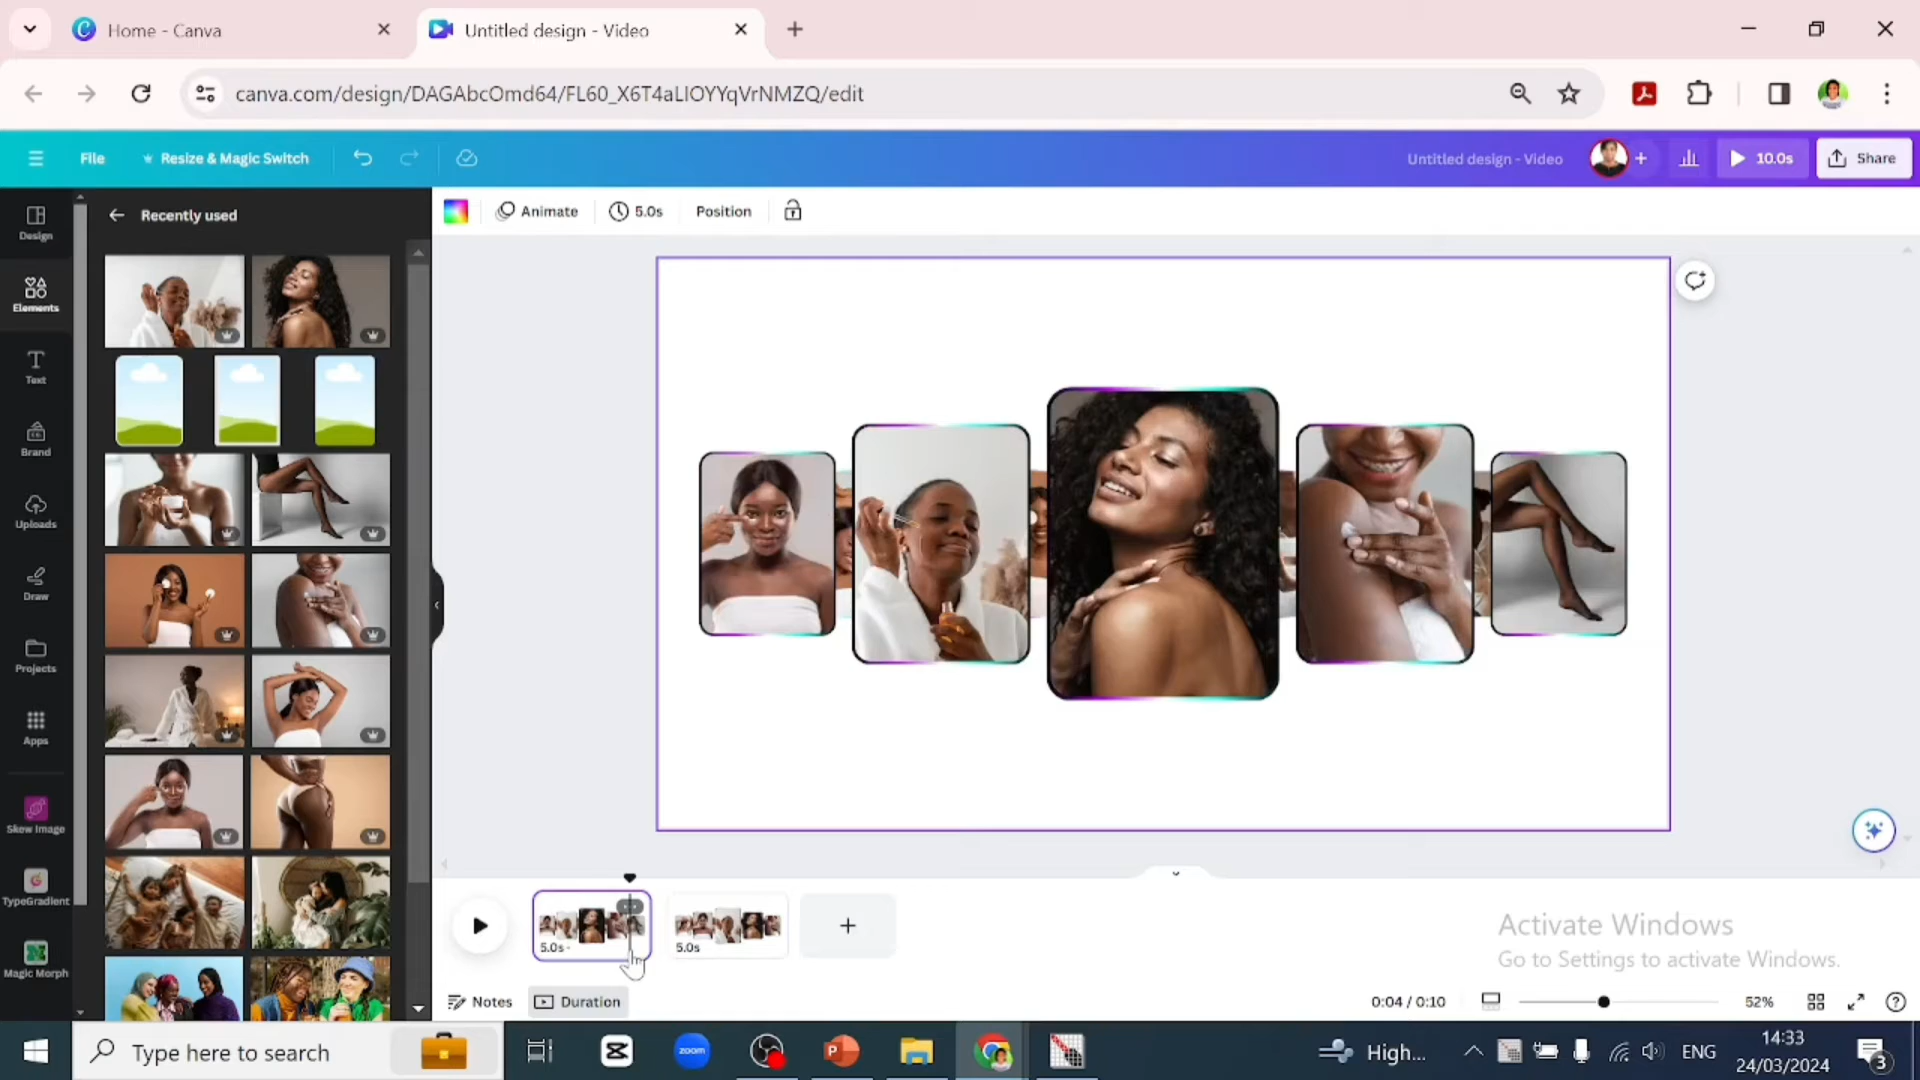 Home - Canva
Untitled design - Video
canva.com/design/DAGAbcOmd64/FL60_X6T4aLIOYYqVrNMZQ/edit
File
Resize & Magic Switch
Untitled design - Video
10.0s
Share
Design
Elements
Text
Brand
Uploads
Draw
Projects
Apps
Skew Image
TypeGradient
Magic Morph
Recently used
Animate
5.0s
Position
5.0s -
5.0s
Activate Windows
Go to Settings to activate Windows.
Notes
Duration
0:04 / 0:10
52%
Type here to search
zoom
High...
ENG
14:33
24/03/2024
3